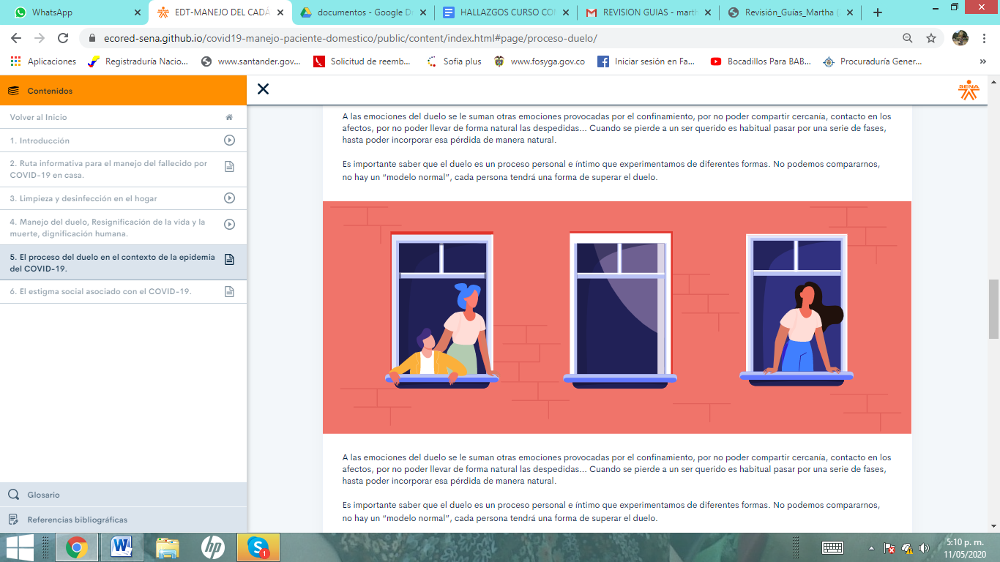 WhatsApp
EDT-MANEJO DEL CADÁ
documentos - Google Dr
HALLAZGOS CURSO CO
REVISION GUIAS - marth
Revisión_Guías_Martha (
ecored-sena.github.io/covid19-manejo-paciente-domestico/public/content/index.html#page/proceso-duelo/
Aplicaciones
Registraduría Nacio...
www.santander.gov...
Solicitud de reemb...
Sofia plus
www.fosyga.gov.co
Iniciar sesión en Fa...
Bocadillos Para BAB...
Procuraduría Gener...
»
Contenidos
SENA
Volver al Inicio
1. Introducción
2. Ruta informativa para el manejo del fallecido por
COVID-19 en casa.
3. Limpieza y desinfección en el hogar
4. Manejo del duelo, Resignificación de la vida y la
muerte, dignificación humana.
5. El proceso del duelo en el contexto de la epidemia
del COVID-19.
6. El estigma social asociado con el COVID-19.
Glosario
Referencias bibliográficas
A las emociones del duelo se le suman otras emociones provocadas por el confinamiento, por no poder compartir cercanía, contacto en los
afectos, por no poder llevar de forma natural las despedidas... Cuando se pierde a un ser querido es habitual pasar por una serie de fases,
hasta poder incorporar esa pérdida de manera natural.
Es importante saber que el duelo es un proceso personal e íntimo que experimentamos de diferentes formas. No podemos compararnos,
no hay un “modelo normal”, cada persona tendrá una forma de superar el duelo.
A las emociones del duelo se le suman otras emociones provocadas por el confinamiento, por no poder compartir cercanía, contacto en los
afectos, por no poder llevar de forma natural las despedidas... Cuando se pierde a un ser querido es habitual pasar por una serie de fases,
hasta poder incorporar esa pérdida de manera natural.
Es importante saber que el duelo es un proceso personal e íntimo que experimentamos de diferentes formas. No podemos compararnos,
no hay un “modelo normal”, cada persona tendrá una forma de superar el duelo.
hp
1
5:10 p. m.
11/05/2020